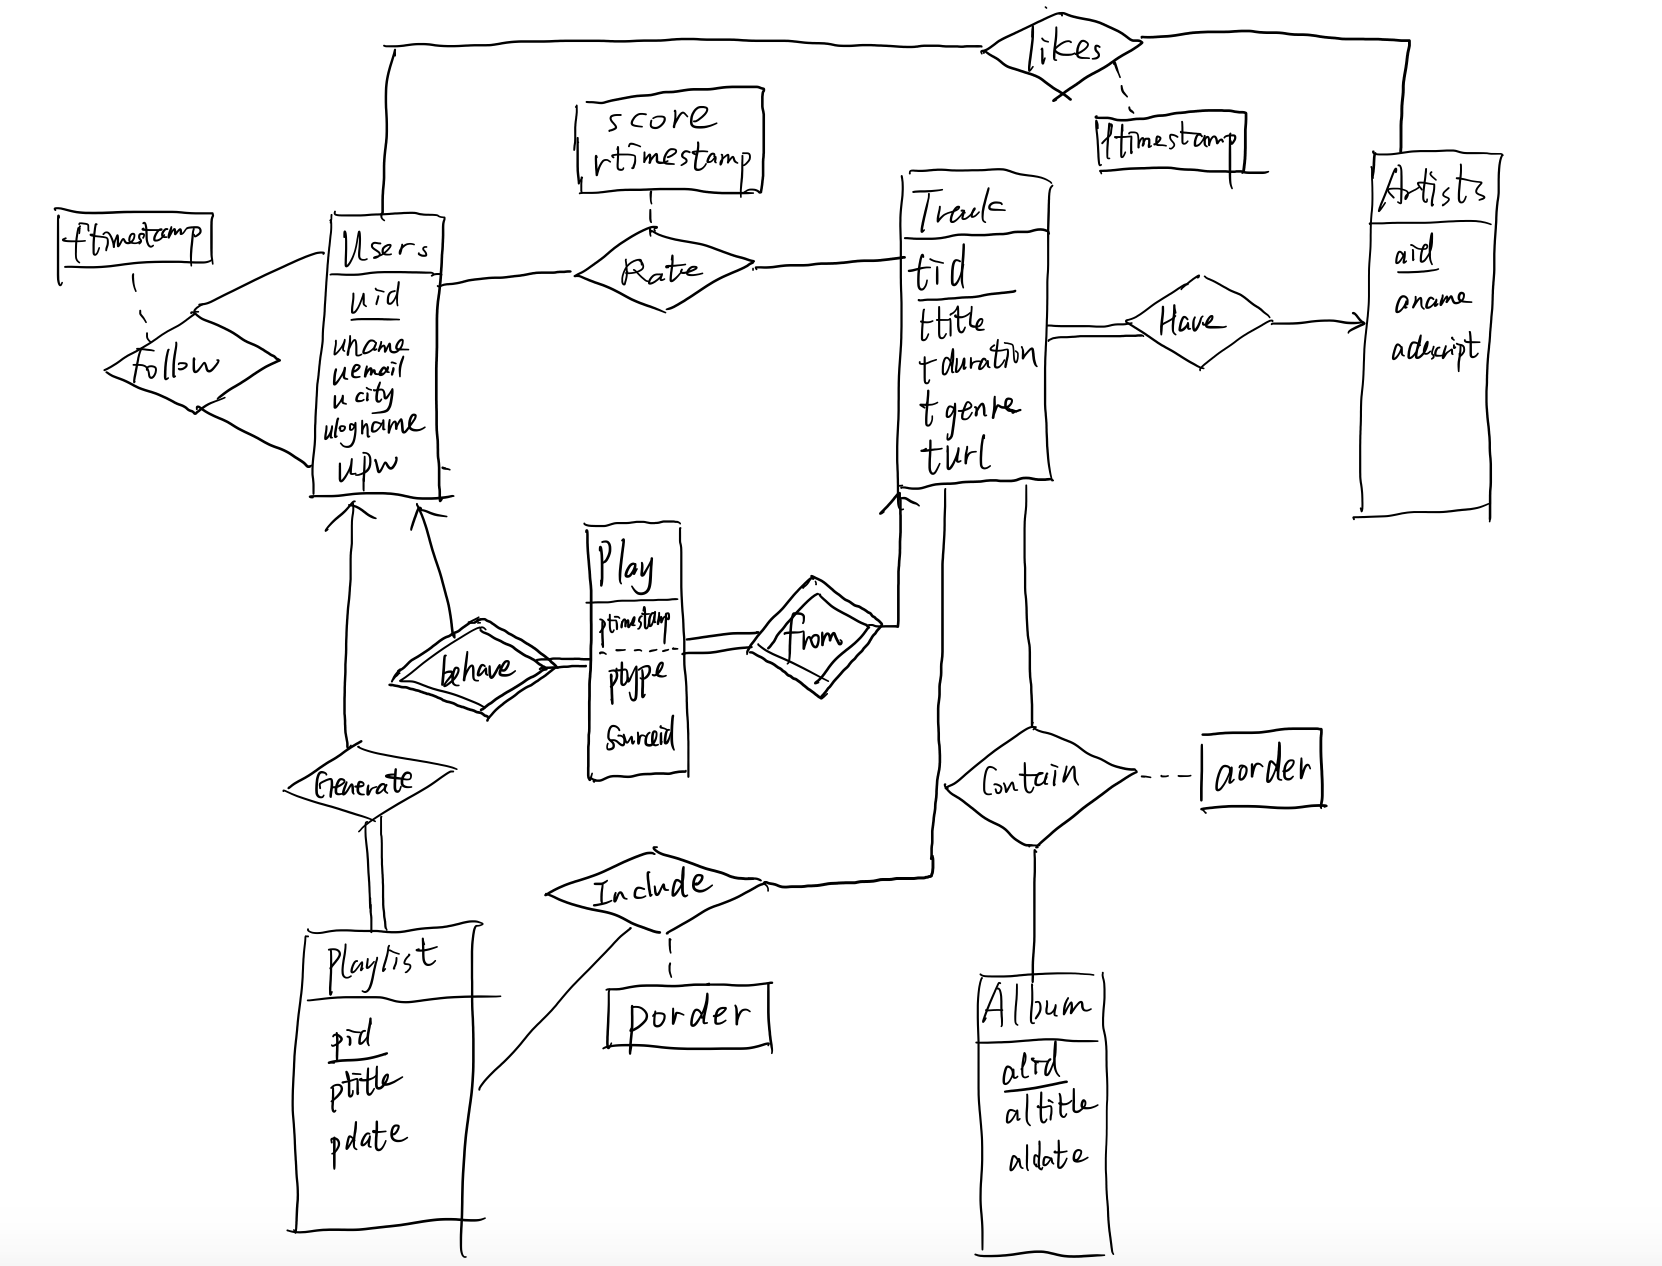 likes
ltimestamp
score
rtimestamp
Artists
aid
aname
adescript
Track
tid
ttitle
tduration
tgenre
turl
ftimestamp
Users
uid
uname
uemail
ucity
ulogname
upw
Rate
Have
Follow
Play
ptimestamp
ptype
sourceid
behave
from
Generate
Contain
aorder
Include
porder
Playlist
pid
ptitle
pdate
Album
alid
altitle
aldate